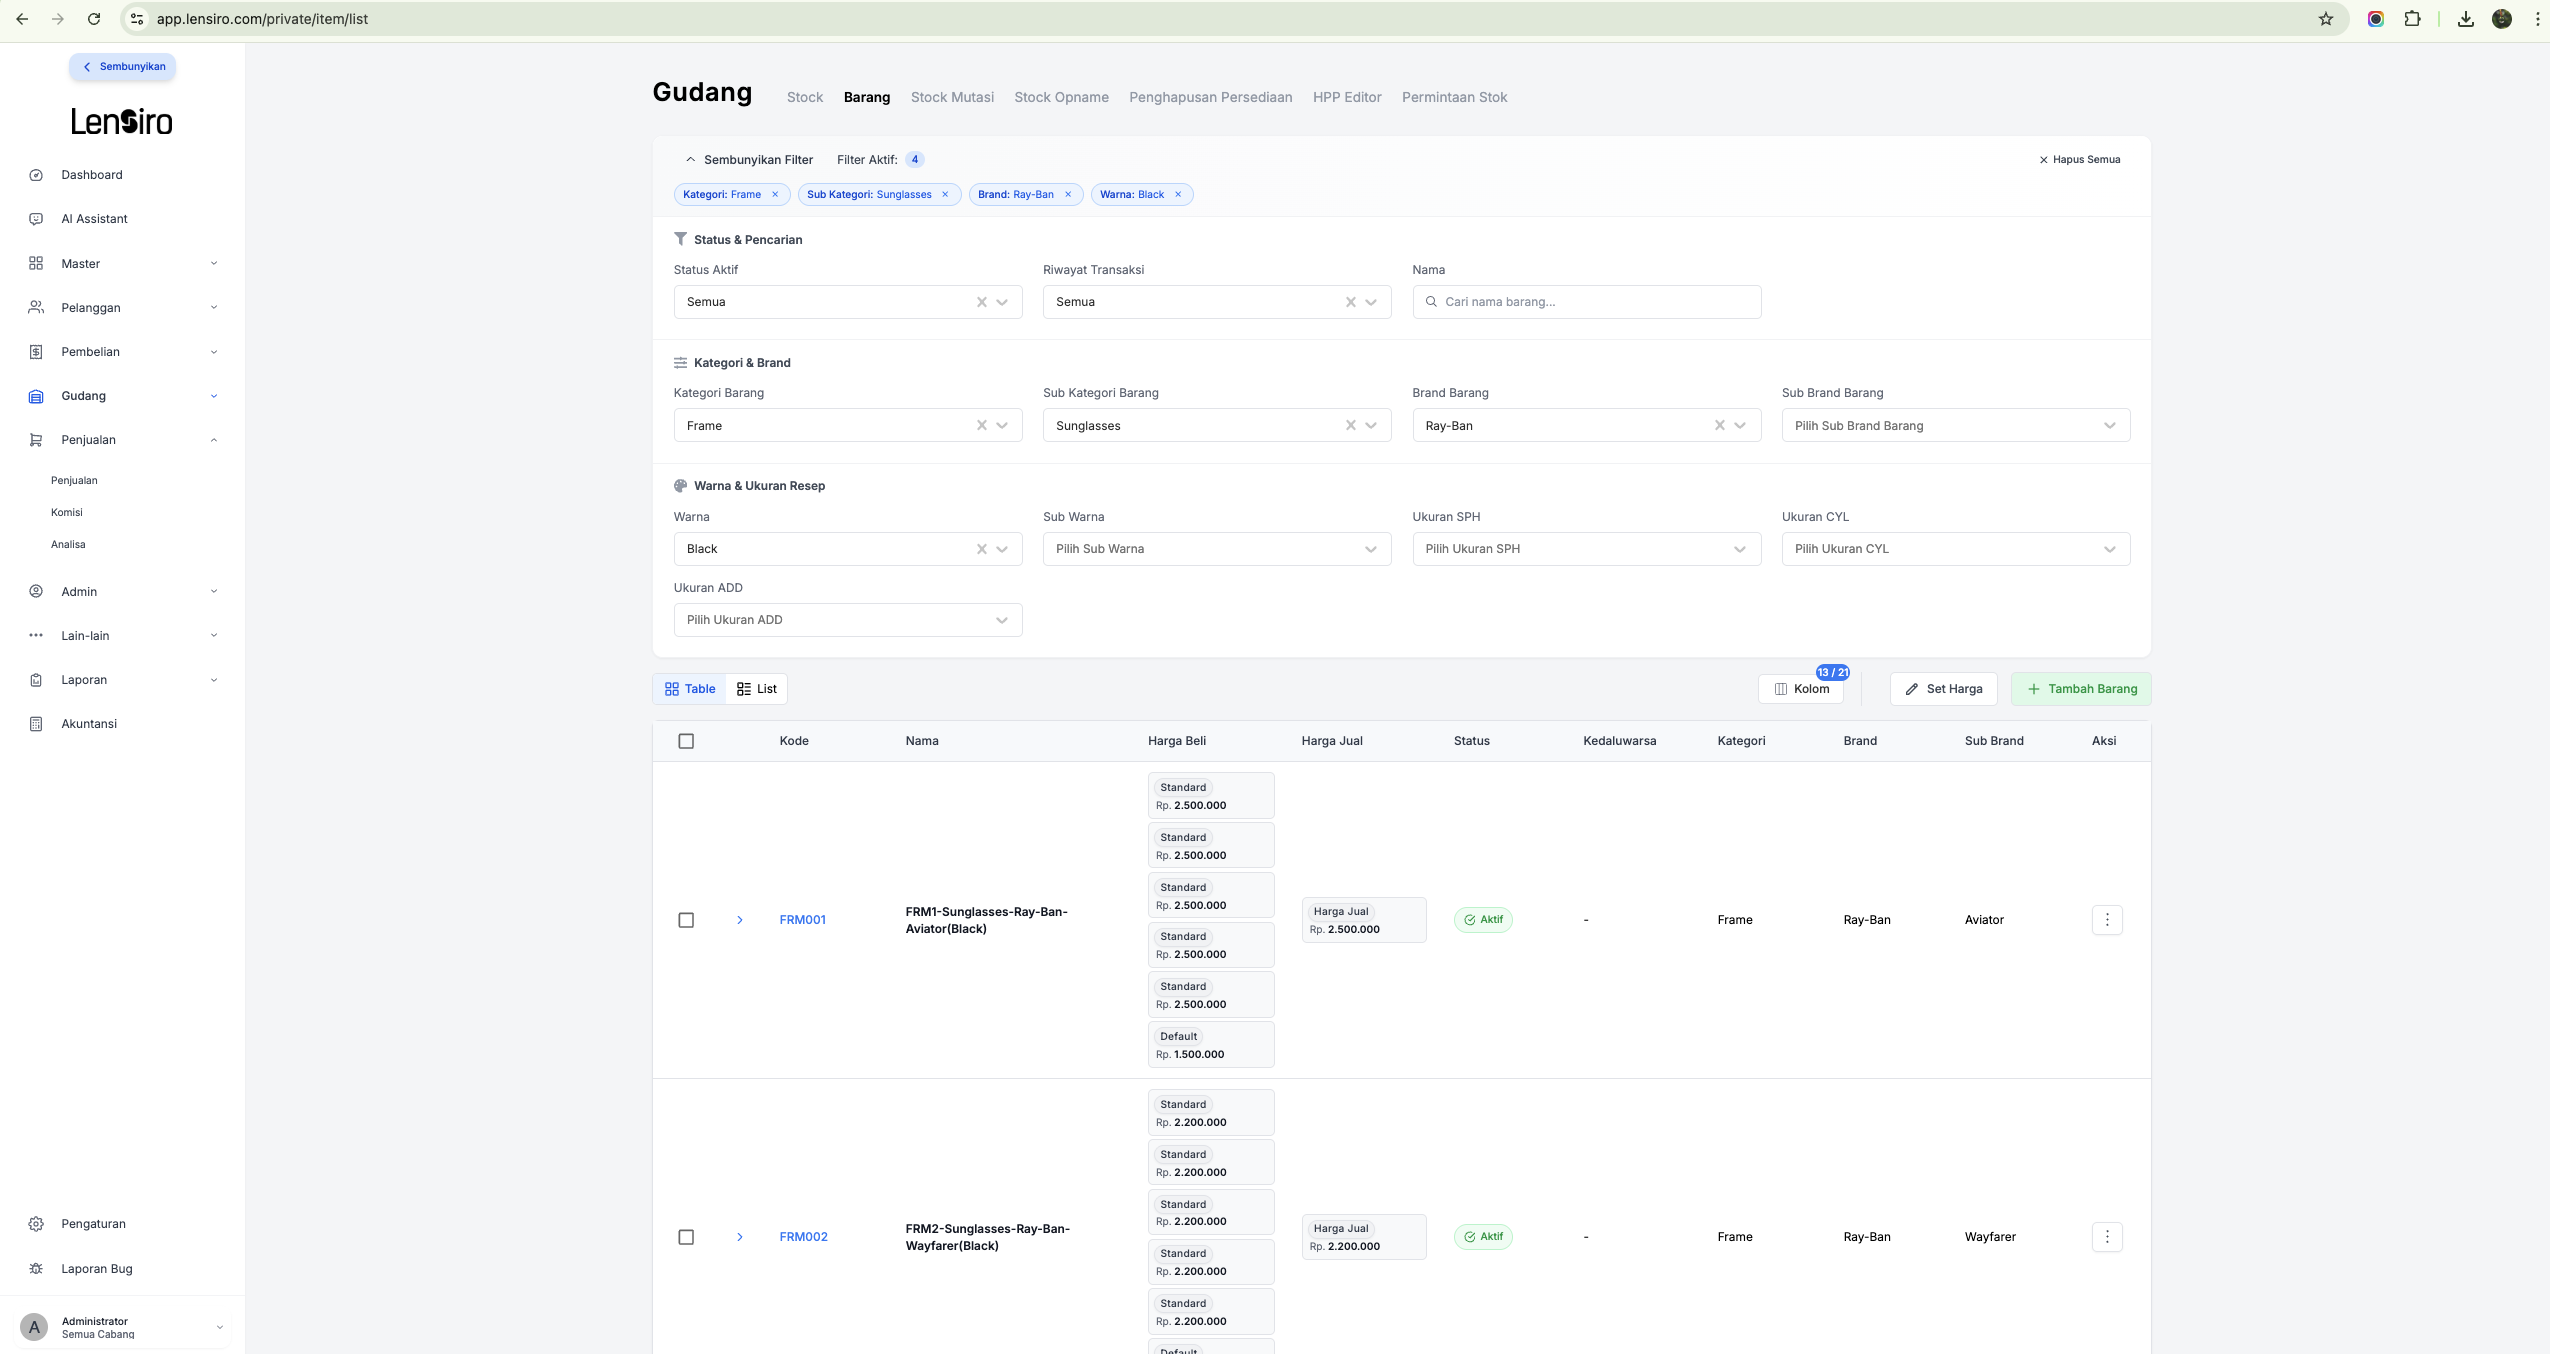 app.lensiro.com/private/item/list
Sembunyikan
LenSiro
Dashboard
AI Assistant
Master
Pelanggan
Pembelian
Gudang
Penjualan
Penjualan
Komisi
Analisa
Admin
Lain-lain
Laporan
Akuntansi
Pengaturan
Laporan Bug
A
Administrator
Semua Cabang
Gudang Stock Barang Stock Mutasi Stock Opname Penghapusan Persediaan HPP Editor Permintaan Stok
Sembunyikan Filter Filter Aktif: 4 Hapus Semua
Kategori: Frame Sub Kategori: Sunglasses Brand: Ray-Ban Warna: Black
Status & Pencarian
Status Aktif Riwayat Transaksi Nama
Semua Semua Cari nama barang...
Kategori & Brand
Kategori Barang Sub Kategori Barang Brand Barang Sub Brand Barang
Frame Sunglasses Ray-Ban Pilih Sub Brand Barang
Warna & Ukuran Resep
Warna Sub Warna Ukuran SPH Ukuran CYL
Black Pilih Sub Warna Pilih Ukuran SPH Pilih Ukuran CYL
Ukuran ADD
Pilih Ukuran ADD
Table List 13 / 21 Kolom Set Harga + Tambah Barang
Kode Nama Harga Beli Harga Jual Status Kedaluwarsa Kategori Brand Sub Brand Aksi
Standard
Rp. 2.500.000
Standard
Rp. 2.500.000
Standard
Rp. 2.500.000
Standard
Rp. 2.500.000
Standard
Rp. 2.500.000
Default
Rp. 1.500.000
FRM001 FRM1-Sunglasses-Ray-Ban-
Aviator(Black)
Harga Jual
Rp. 2.500.000
Aktif - Frame Ray-Ban Aviator
Standard
Rp. 2.200.000
Standard
Rp. 2.200.000
Standard
Rp. 2.200.000
Standard
Rp. 2.200.000
Standard
Rp. 2.200.000
Default
FRM002 FRM2-Sunglasses-Ray-Ban-
Wayfarer(Black)
Harga Jual
Rp. 2.200.000
Aktif - Frame Ray-Ban Wayfarer